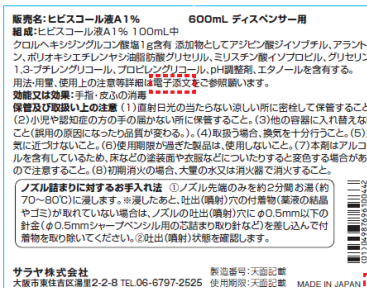 販売名:ヒビスコール液A1% 600mL ディスペンサー用
組成:ヒビスコール液A1% 100mL中
クロルヘキシジングルコン酸塩1g含有 添加物としてアジピン酸ジイソブチル、アラント
ン、ポリオキシエチレンヤシ油脂肪酸グリセリル、ミリスチン酸イソプロピル、グリセリン
1,3-ブチレングリコール、プロピレングリコール、pH調整剤、エタノールを含有する。
用法・用量、使用上の注意等詳細は電子添文をご参照願います。
効能又は効果:手指・皮ふの消毒
保管及び取扱い上の注意 (1)直射日光の当たらない涼しい所に密栓して保管すること
(2)小児や認知症の方の手の届かない所に保管すること。(3)他の容器に入れ替えな
こと(誤用の原因になったり品質が変わる。)。(4)取扱う場合、換気を十分行うこと。(5)
気に近づけないこと。(6)使用期限が過ぎた製品は、使用しないこと。(7)本剤はアルコ
ルを含有しているため、床などの塗装面や衣服などについたりすると変色する場合があ
ので注意すること。(8)初期消火の場合、大量の水又は消火器で消火すること。
ノズル詰まりに対するお手入れ法 ①ノズル先端のみを約2分間お湯(約
70~80℃)に浸します。※浸したあと、吐出(噴射)穴の付着物(薬液の結晶
やゴミ)が取れていない場合は、ノズルの吐出(噴射)穴にφ0.5mm以下の
針金(φ0.5mmシャープペンシル用の芯詰まり取り針など)を差し込んで付
着物を取り除いてください。②吐出(噴射)状態を確認します。
(01)04987696100442
サラヤ株式会社 製造番号:天面記載
大阪市東住吉区湯里2-2-8 TEL.06-6797-2525 使用期限:天面記載 MADE IN JAPAN